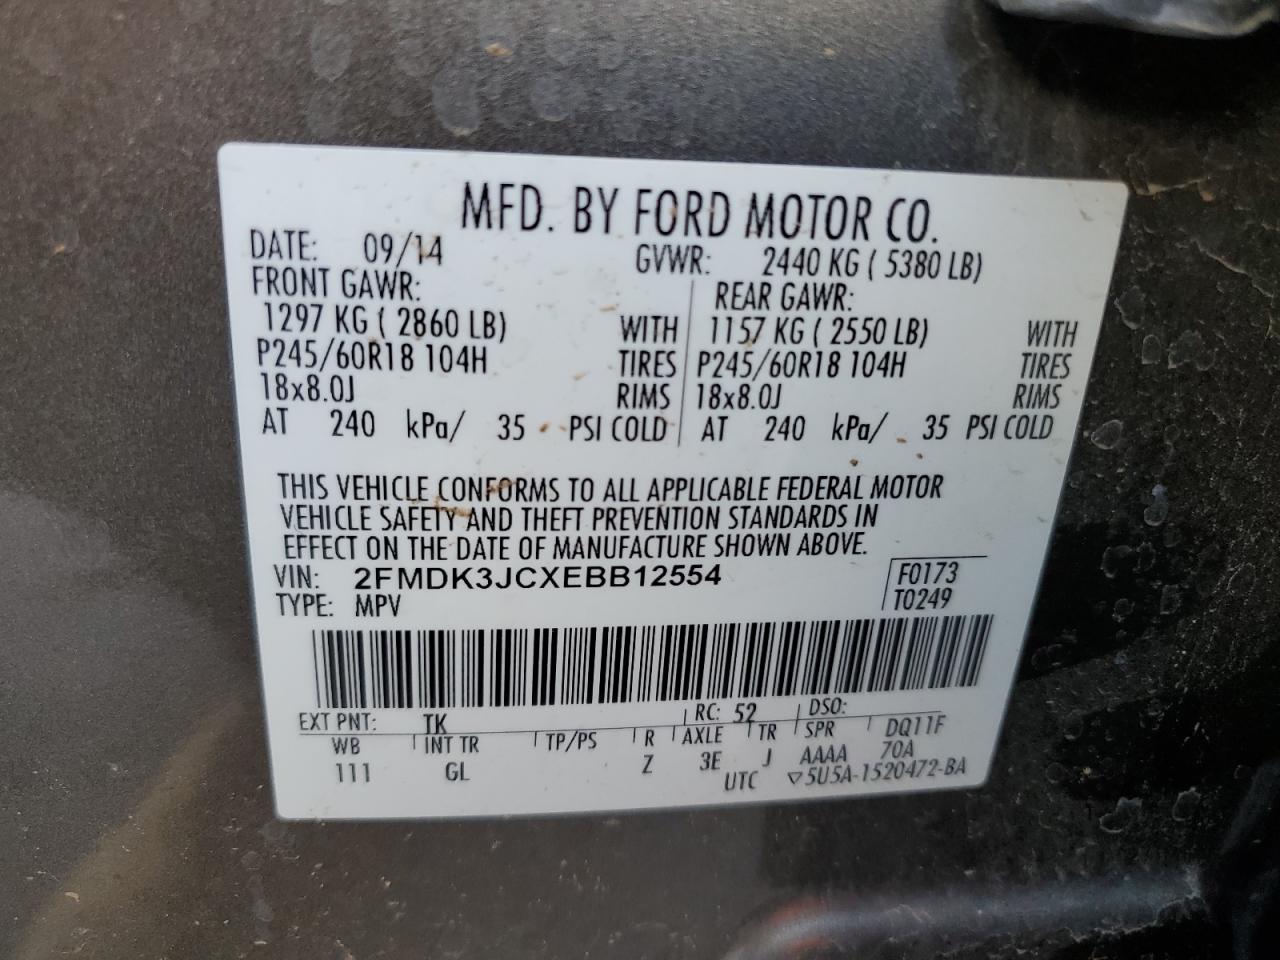 MFD. BY FORD MOTOR CO.
DATE: 09/14 GVWR: 2440 KG ( 5380 LB)
FRONT GAWR: REAR GAWR:
1297 KG ( 2860 LB) WITH 1157 KG ( 2550 LB) WITH
P245/60R18 104H TIRES P245/60R18 104H TIRES
18x8.0J RIMS 18x8.0J RIMS
AT 240 kPa/ 35 PSI COLD AT 240 kPa/ 35 PSI COLD
THIS VEHICLE CONFORMS TO ALL APPLICABLE FEDERAL MOTOR
VEHICLE SAFETY AND THEFT PREVENTION STANDARDS IN
EFFECT ON THE DATE OF MANUFACTURE SHOWN ABOVE.
VIN: 2FMDK3JCXEBB12554 F0173
TYPE: MPV T0249
EXT PNT: TK RC: 52 DSO:
WB INT TR TP/PS R AXLE TR SPR DQ11F
111 GL Z 3E J AAAA 70A
UTC ▽5U5A-1520472-BA